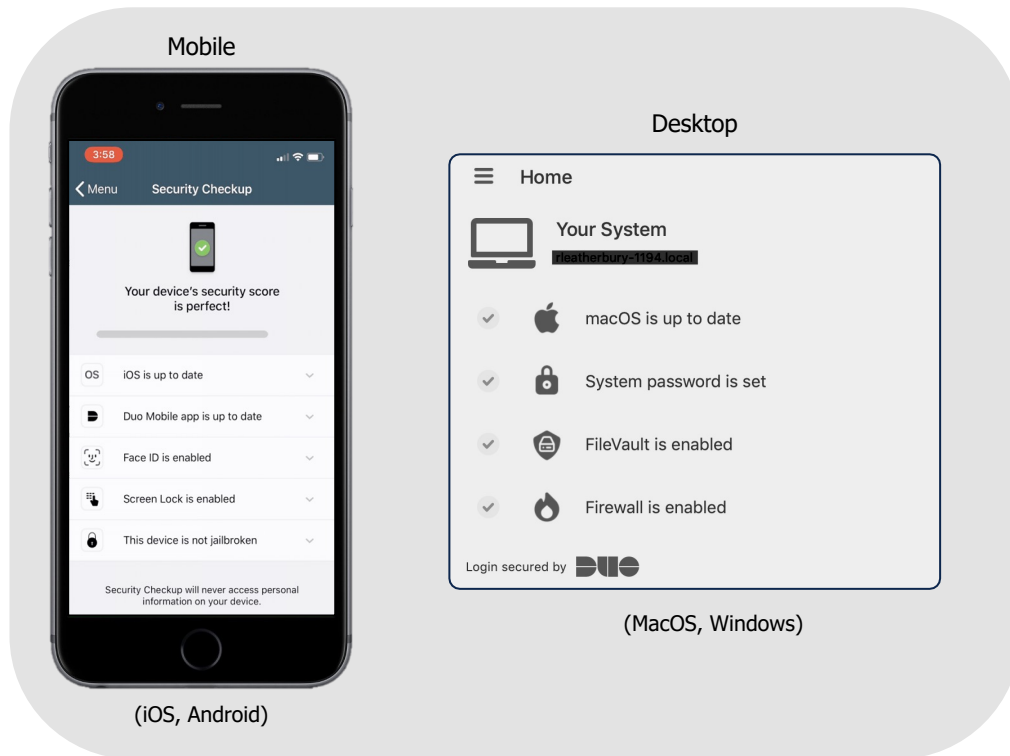 Mobile
3:58
Menu Security Checkup
Your device's security score
is perfect!
OS iOS is up to date
Duo Mobile app is up to date
Face ID is enabled
Screen Lock is enabled
This device is not jailbroken
Security Checkup will never access personal
information on your device.
(iOS, Android)
Desktop
Home
Your System
rleatherbury-1194.local
macOS is up to date
System password is set
FileVault is enabled
Firewall is enabled
Login secured by DUO
(MacOS, Windows)